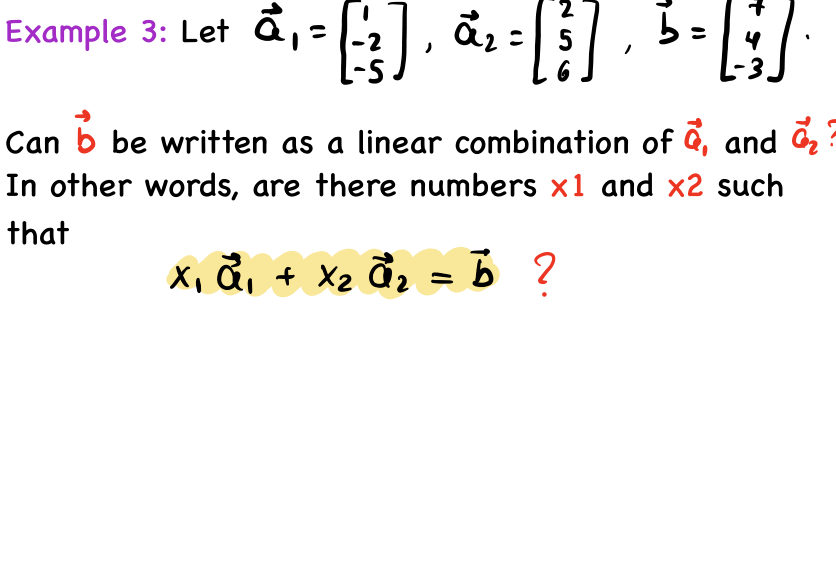 Example 3: Let a⃗₁ = [1 -2 -5], a⃗₂ = [2 5 6], b⃗ = [7 4 -3].
Can b⃗ be written as a linear combination of a⃗₁ and a⃗₂?
In other words, are there numbers x1 and x2 such
that
x₁ a⃗₁ + x₂ a⃗₂ = b⃗ ?